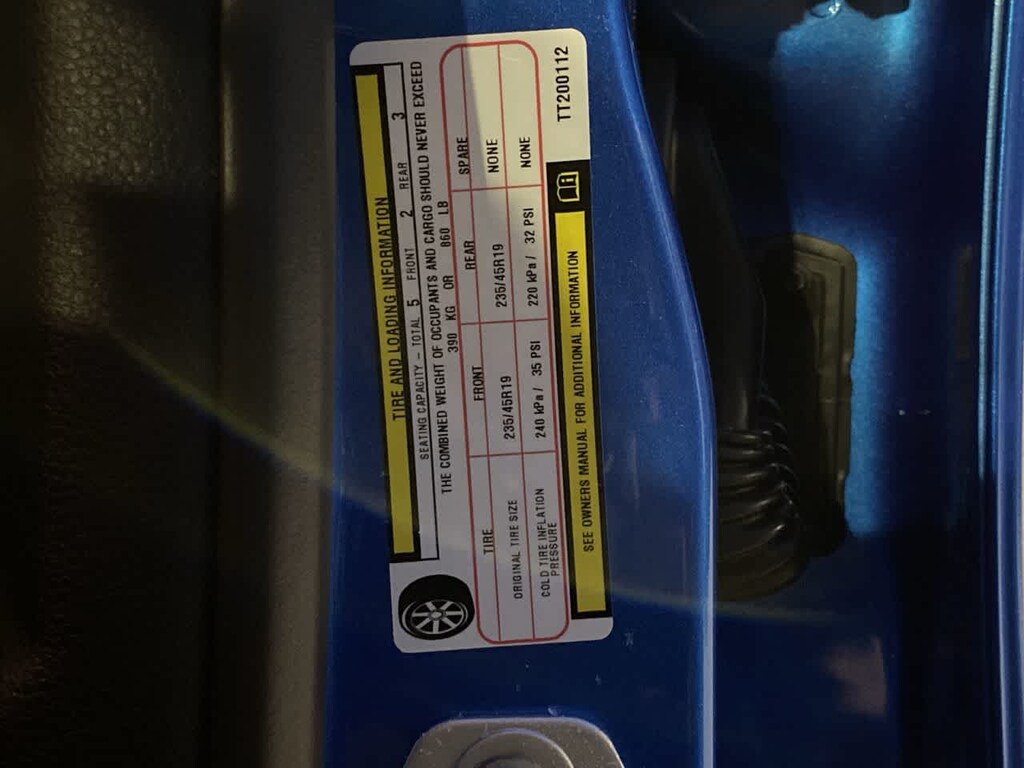 TIRE AND LOADING INFORMATION
SEATING CAPACITY – TOTAL 5 FRONT 2 REAR 3
THE COMBINED WEIGHT OF OCCUPANTS AND CARGO SHOULD NEVER EXCEED
390 KG OR 860 LB
TIRE FRONT REAR SPARE
ORIGINAL TIRE SIZE 235/45R19 235/45R19 NONE
COLD TIRE INFLATION PRESSURE 240 kPa / 35 PSI 220 kPa / 32 PSI NONE
SEE OWNERS MANUAL FOR ADDITIONAL INFORMATION
TT200112